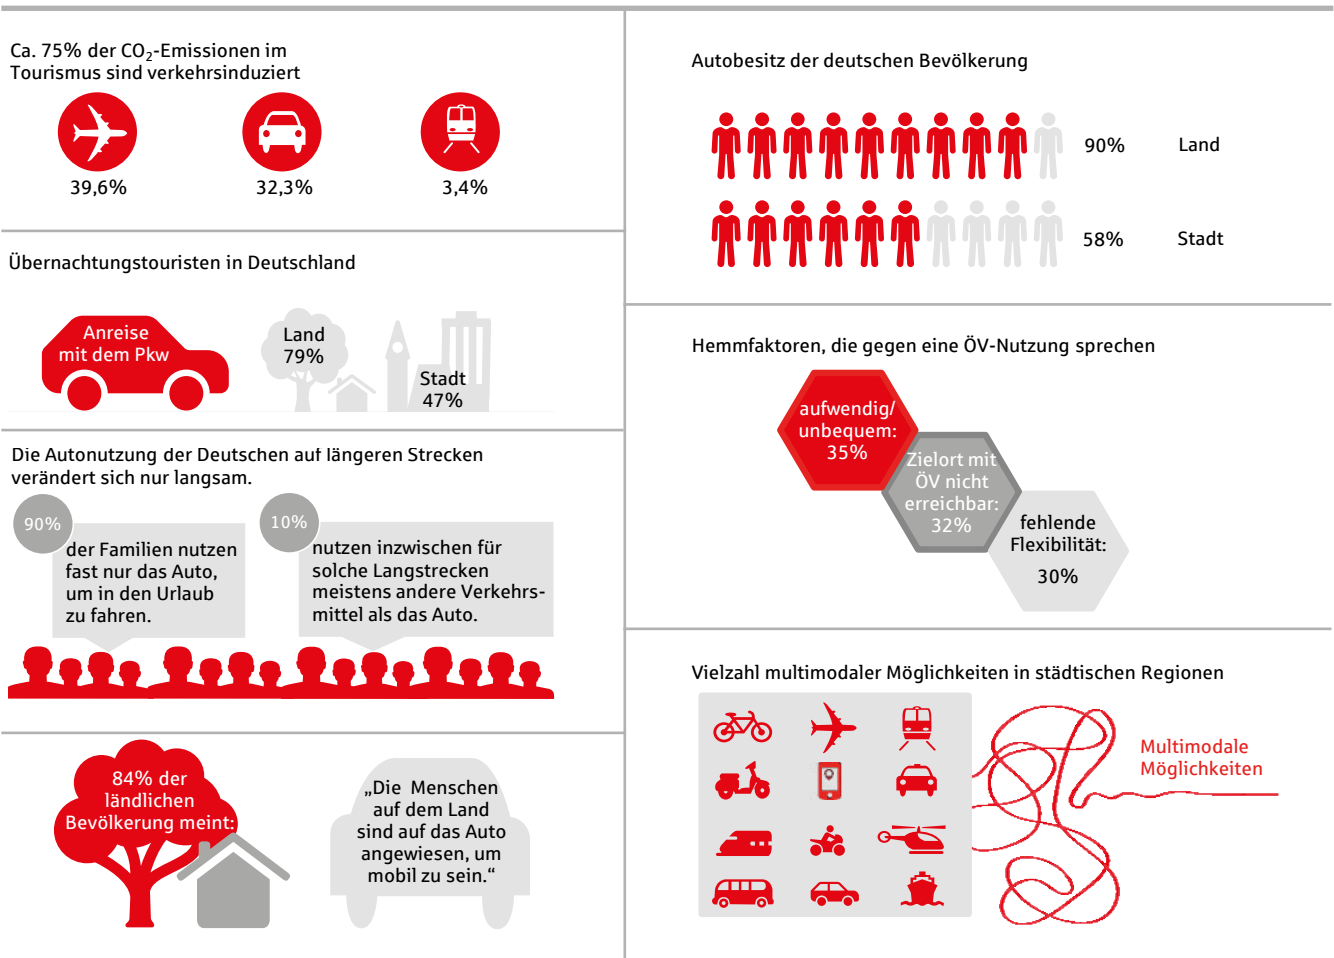 Ca. 75% der CO₂-Emissionen im
Tourismus sind verkehrsinduziert
39,6%
32,3%
3,4%
Übernachtungstouristen in Deutschland
Anreise
mit dem Pkw
Land
79%
Stadt
47%
Die Autonutzung der Deutschen auf längeren Strecken
verändert sich nur langsam.
90%
der Familien nutzen
fast nur das Auto,
um in den Urlaub
zu fahren.
10%
nutzen inzwischen für
solche Langstrecken
meistens andere Verkehrs-
mittel als das Auto.
84% der
ländlichen
Bevölkerung meint:
„Die Menschen
auf dem Land
sind auf das Auto
angewiesen, um
mobil zu sein.“
Autobesitz der deutschen Bevölkerung
90% Land
58% Stadt
Hemmfaktoren, die gegen eine ÖV-Nutzung sprechen
aufwendig/
unbequem:
35%
Zielort mit
ÖV nicht
erreichbar:
32%
fehlende
Flexibilität:
30%
Vielzahl multimodaler Möglichkeiten in städtischen Regionen
Multimodale
Möglichkeiten